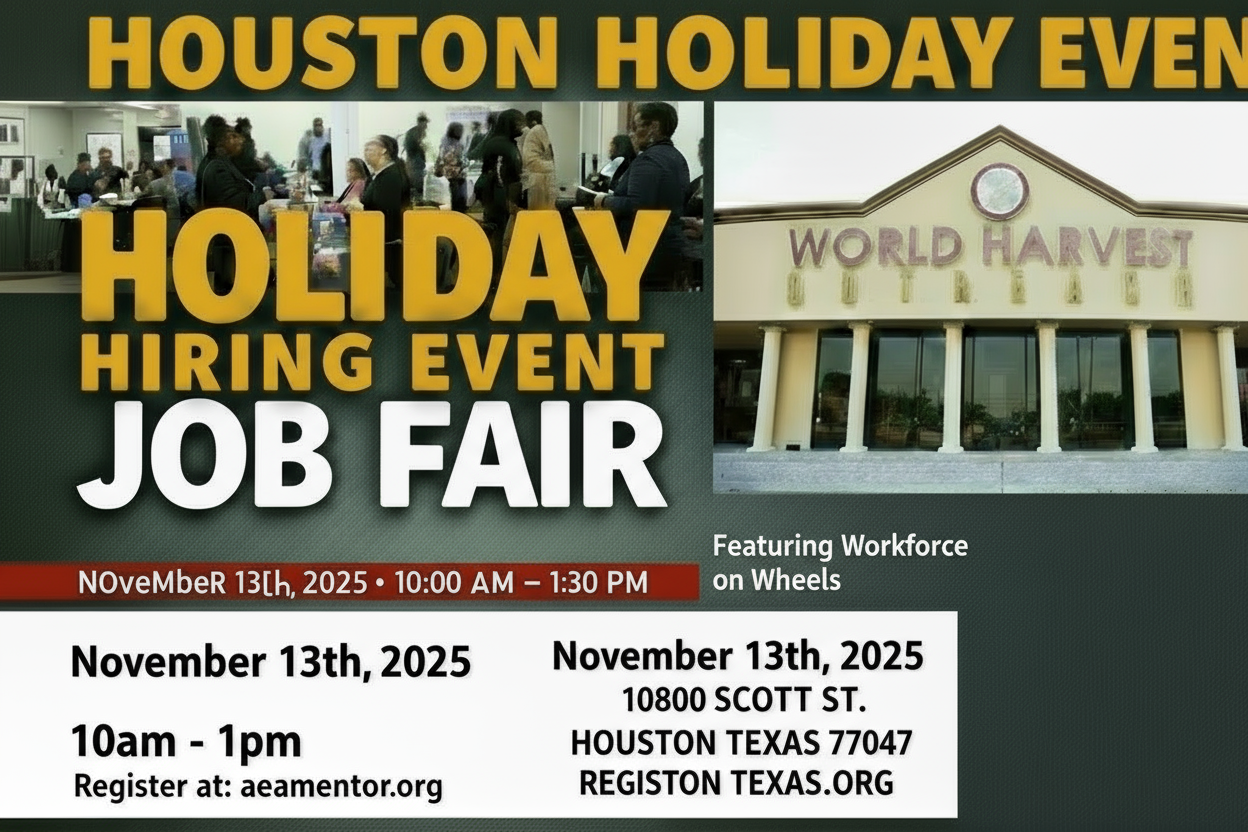 HOUSTON HOLIDAY EVEN
WORLD HARVEST
HOLIDAY
HIRING EVENT
JOB FAIR
NOveMbeR 13th, 2025 • 10:00 AM – 1:30 PM
Featuring Workforce
on Wheels
November 13th, 2025
10am - 1pm
Register at: aeamentor.org
November 13th, 2025
10800 SCOTT ST.
HOUSTON TEXAS 77047
REGISTON TEXAS.ORG